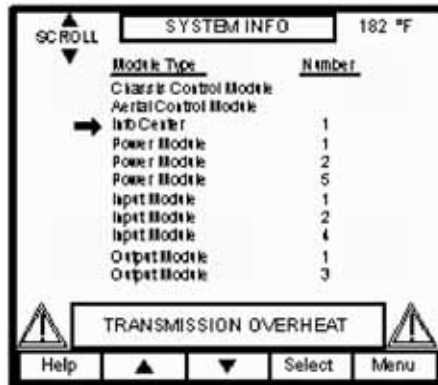 SCROLL SYSTEM INFO 182 °F
Module Type Number
Chassis Control Module
Aerial Control Module
Info Center 1
Power Module 1
Power Module 2
Power Module 5
Input Module 1
Input Module 2
Input Module 4
Output Module 1
Output Module 3
TRANSMISSION OVERHEAT
Help Select Menu